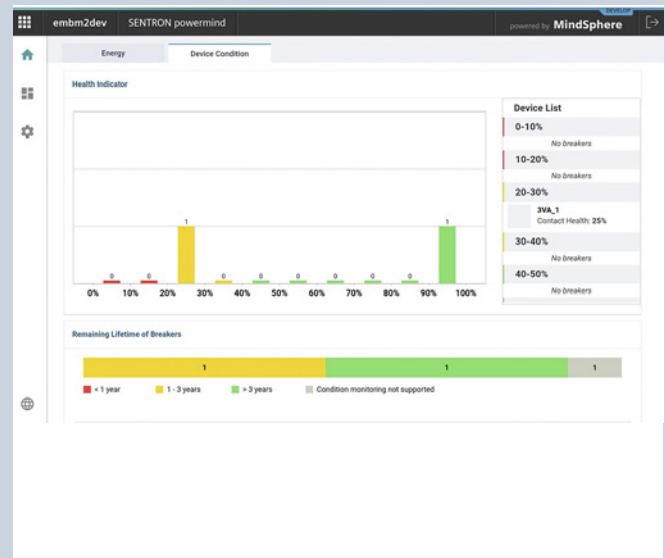 DEVELOP
embm2dev SENTRON powermind powered by MindSphere
Energy Device Condition
Health Indicator
1 1
0 0 0 0 0 0 0 0
0% 10% 20% 30% 40% 50% 60% 70% 80% 90% 100%
Device List
0-10%
No breakers
10-20%
No breakers
20-30%
3VA_1
Contact Health: 25%
30-40%
No breakers
40-50%
No breakers
Remaining Lifetime of Breakers
1 1 1
< 1 year 1 - 3 years > 3 years Condition monitoring not supported